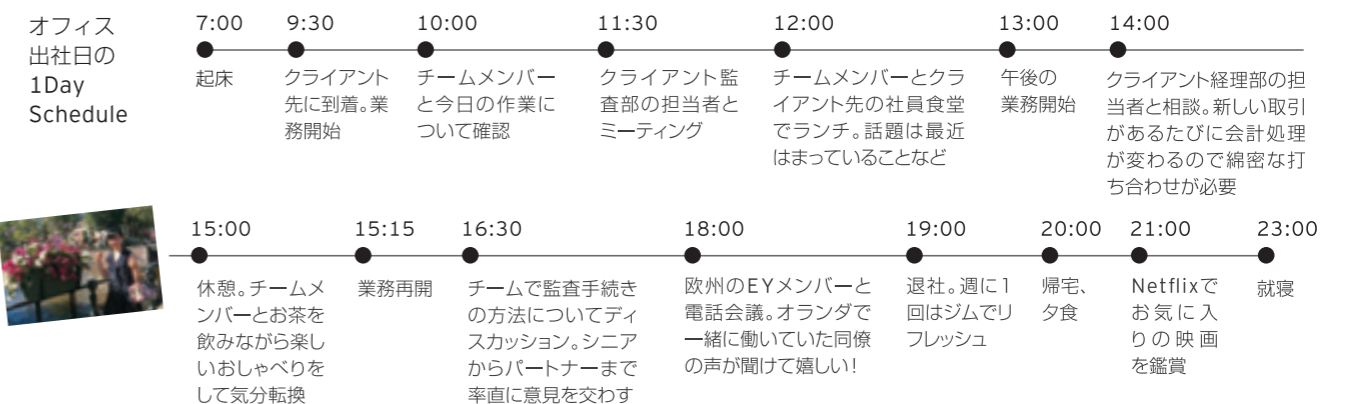 オフィス
出社日の
1Day
Schedule
7:00
起床
9:30
クライアント
先に到着。業
務開始
10:00
チームメンバー
と今日の作業に
ついて確認
11:30
クライアント監
査部の担当者と
ミーティング
12:00
チームメンバーとクラ
イアント先の社員食堂
でランチ。話題は最近
はまっていることなど
13:00
午後の
業務開始
14:00
クライアント経理部の担
当者と相談。新しい取引
があるたびに会計処理
が変わるので綿密な打
ち合わせが必要
15:00
休憩。チームメ
ンバーとお茶を
飲みながら楽し
いおしゃべりを
して気分転換
15:15
業務再開
16:30
チームで監査手続き
の方法についてディ
スカッション。シニア
からパートナーまで
率直に意見を交わす
18:00
欧州のEYメンバーと
電話会議。オランダで
一緒に働いていた同僚
の声が聞けて嬉しい!
19:00
退社。週に1
回はジムでリ
フレッシュ
20:00
帰宅、
夕食
21:00
Netflixで
お気に入
りの映画
を鑑賞
23:00
就寝